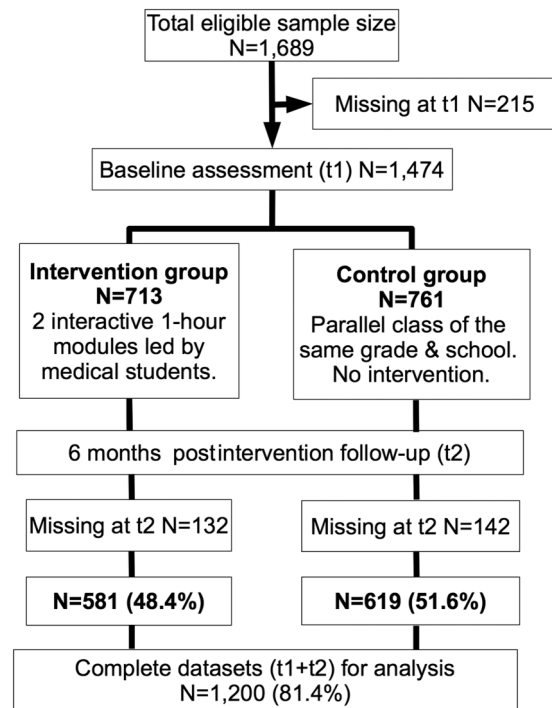 Total eligible sample size
N=1,689
Missing at t1 N=215
Baseline assessment (t1) N=1,474
Intervention group
N=713
2 interactive 1-hour
modules led by
medical students.
Control group
N=761
Parallel class of the
same grade & school.
No intervention.
6 months postintervention follow-up (t2)
Missing at t2 N=132
Missing at t2 N=142
N=581 (48.4%)
N=619 (51.6%)
Complete datasets (t1+t2) for analysis
N=1,200 (81.4%)